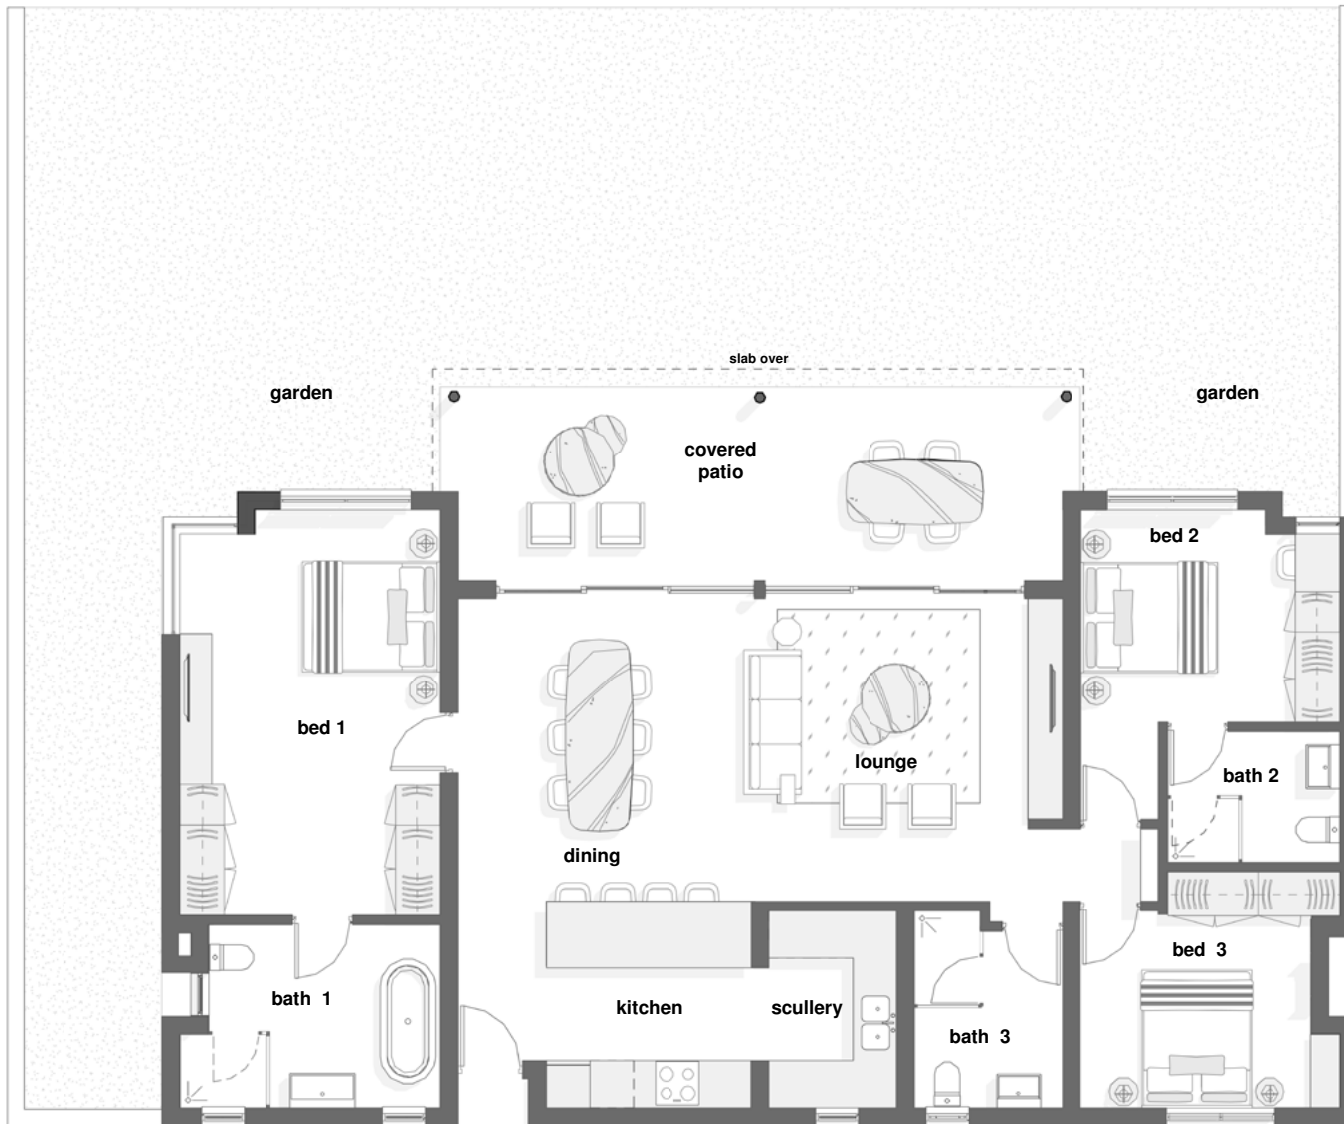 slab over
garden
garden
covered
patio
bed 2
bed 1
lounge
bath 2
dining
bed 3
bath 1
kitchen
scullery
bath 3